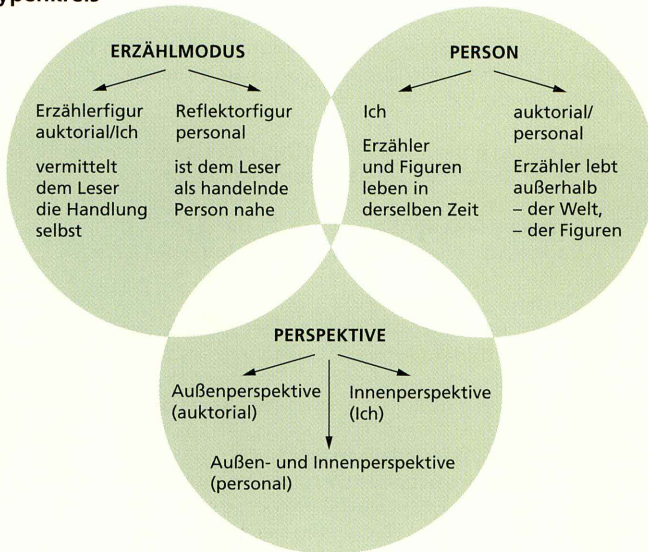 ypenkreis
ERZÄHLMODUS
Erzählerfigur
auktorial/Ich
vermittelt
dem Leser
die Handlung
selbst
Reflektorfigur
personal
ist dem Leser
als handelnde
Person nahe
PERSON
Ich
Erzähler
und Figuren
leben in
derselben Zeit
auktorial/
personal
Erzähler lebt
außerhalb
– der Welt,
– der Figuren
PERSPEKTIVE
Außenperspektive
(auktorial)
Innenperspektive
(Ich)
Außen- und Innenperspektive
(personal)